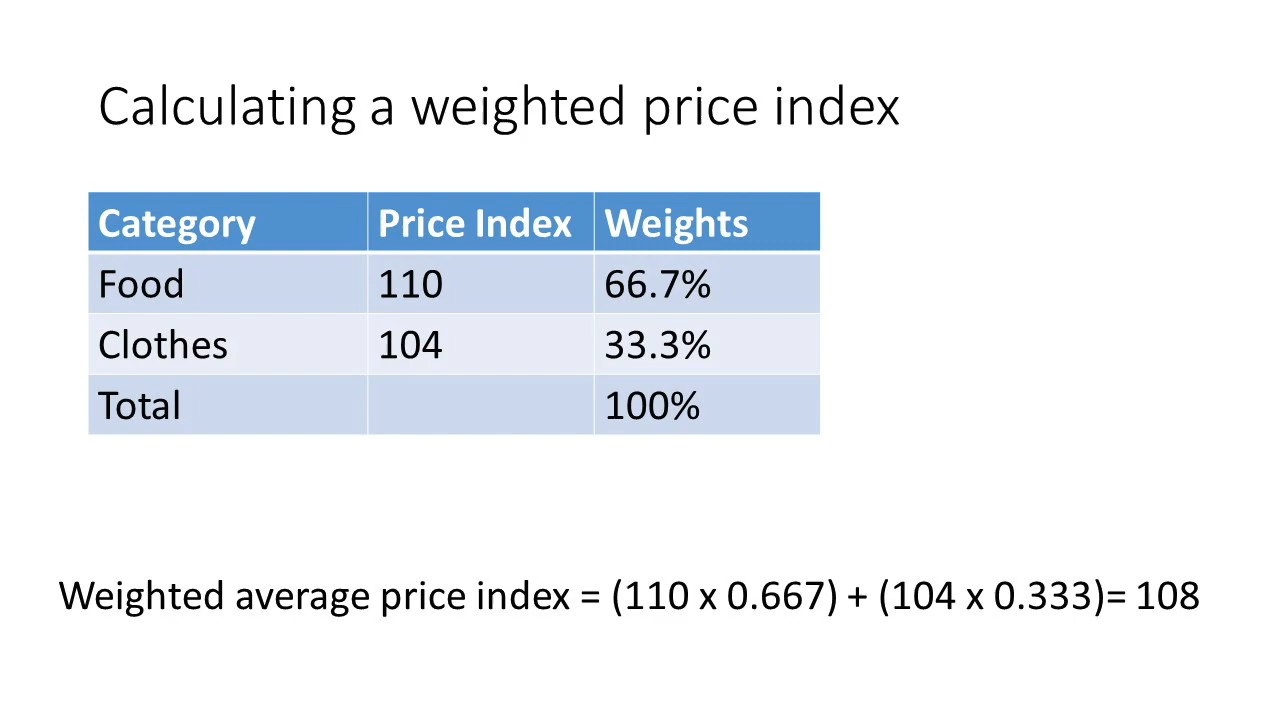 Calculating a weighted price index
Category Price Index Weights
Food 110 66.7%
Clothes 104 33.3%
Total 100%
Weighted average price index = (110 x 0.667) + (104 x 0.333)= 108